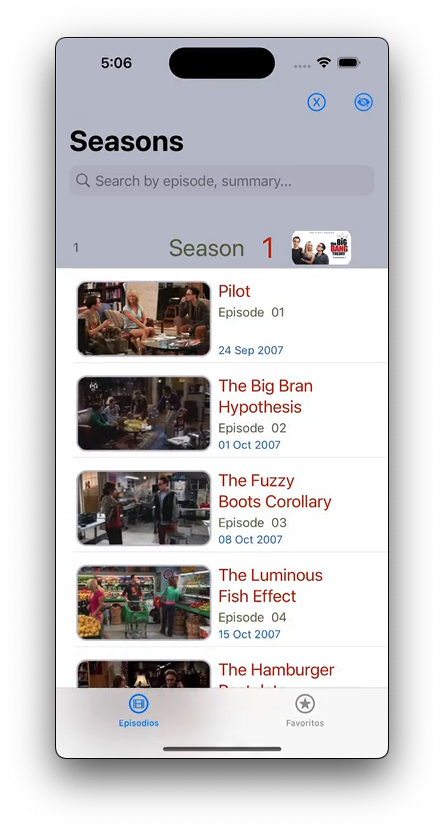 5:06
X
Seasons
Search by episode, summary...
1 Season 1
THE BIG
BANG
THEORY
Pilot
Episode 01
24 Sep 2007
The Big Bran
Hypothesis
Episode 02
01 Oct 2007
The Fuzzy
Boots Corollary
Episode 03
08 Oct 2007
The Luminous
Fish Effect
Episode 04
15 Oct 2007
The Hamburger
Episodios
Favoritos